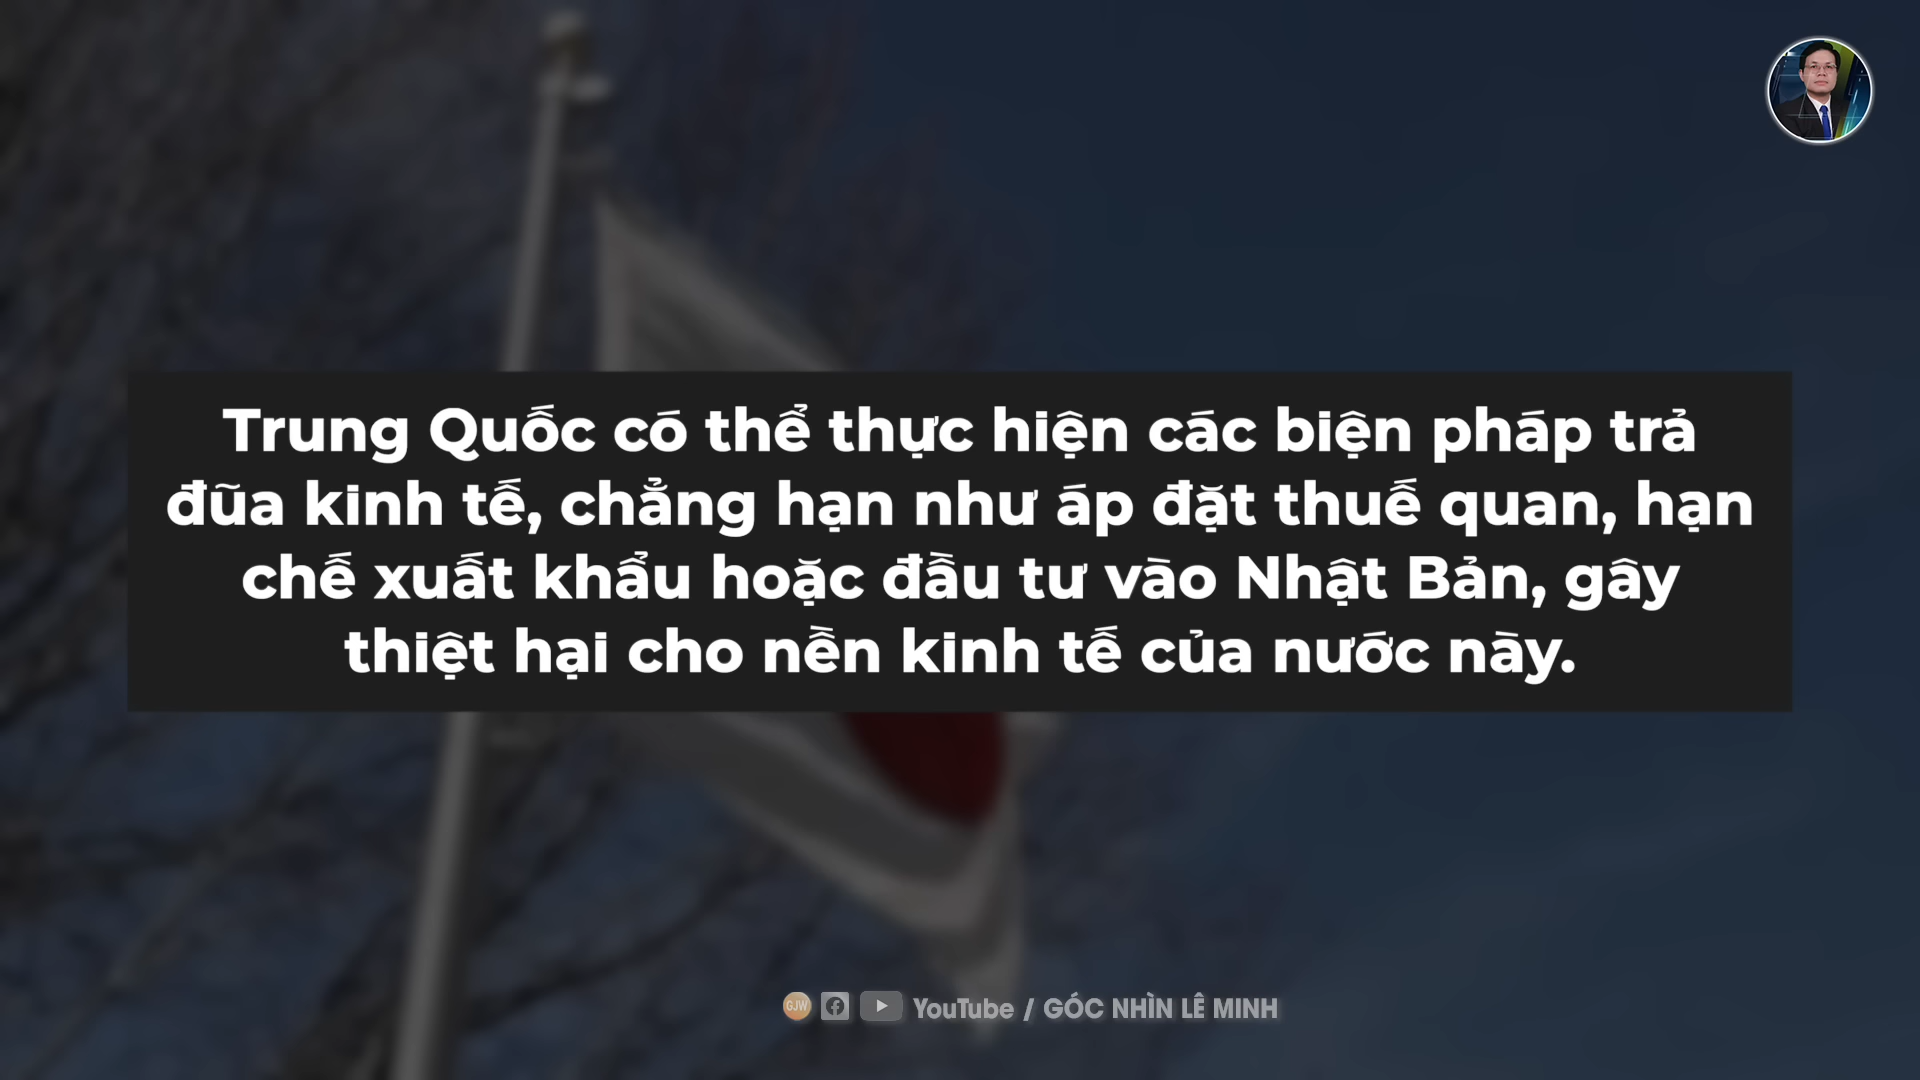 Trung Quốc có thể thực hiện các biện pháp trả
đũa kinh tế, chẳng hạn như áp đặt thuế quan, hạn
chế xuất khẩu hoặc đầu tư vào Nhật Bản, gây
thiệt hại cho nền kinh tế của nước này.
GJW YouTube / GÓC NHÌN LÊ MINH